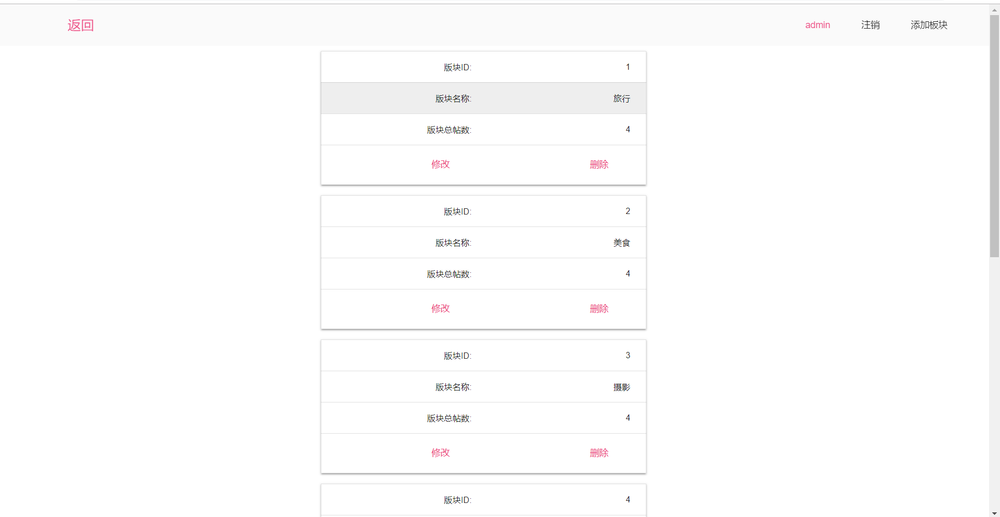 返回 admin 注销 添加板块
版块ID: 1
版块名称: 旅行
版块总帖数: 4
修改 删除
版块ID: 2
版块名称: 美食
版块总帖数: 4
修改 删除
版块ID: 3
版块名称: 摄影
版块总帖数: 4
修改 删除
版块ID: 4